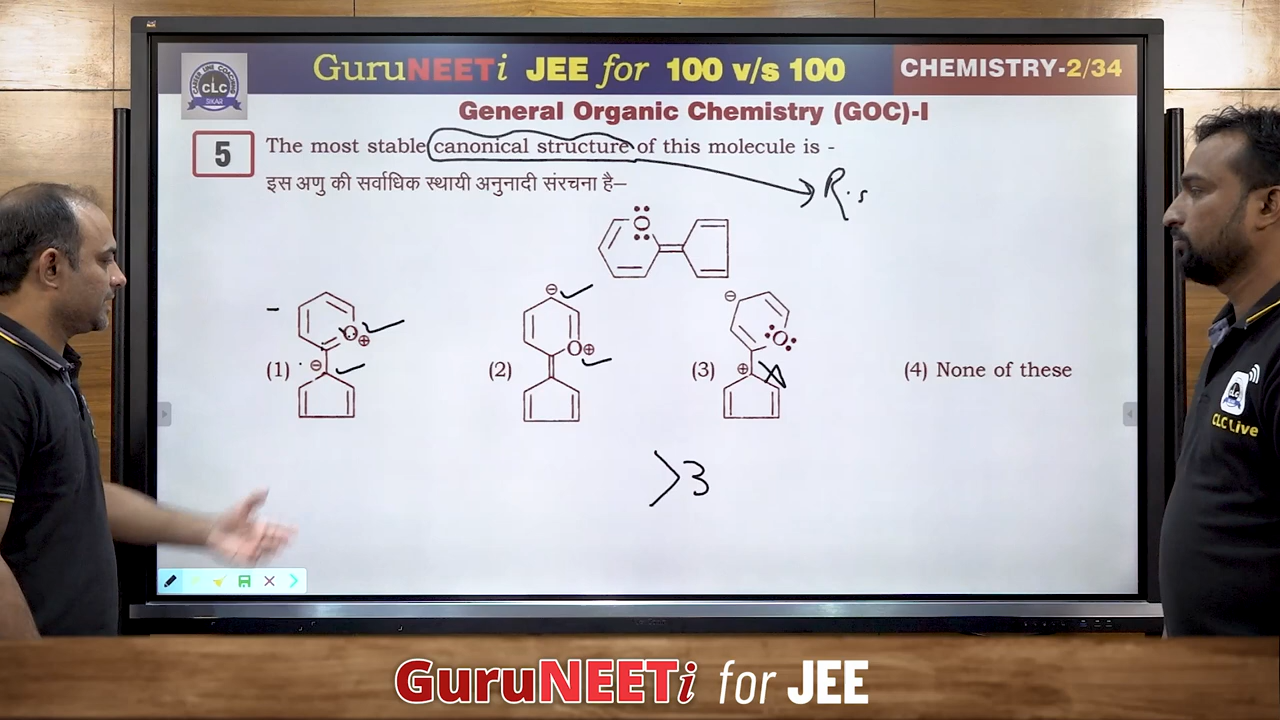 GuruNEETi JEE for 100 v/s 100
CHEMISTRY-2/34
CLC
SIKAR
General Organic Chemistry (GOC)-I
5
The most stable canonical structure of this molecule is -
इस अणु की सर्वाधिक स्थायी अनुनादी संरचना है–
R.s
O
(1) O ⊕ ⊖
(2) ⊖ O⊕
(3) ⊖ O ⊕
(4) None of these
>3
CLC Live
GuruNEETi for JEE